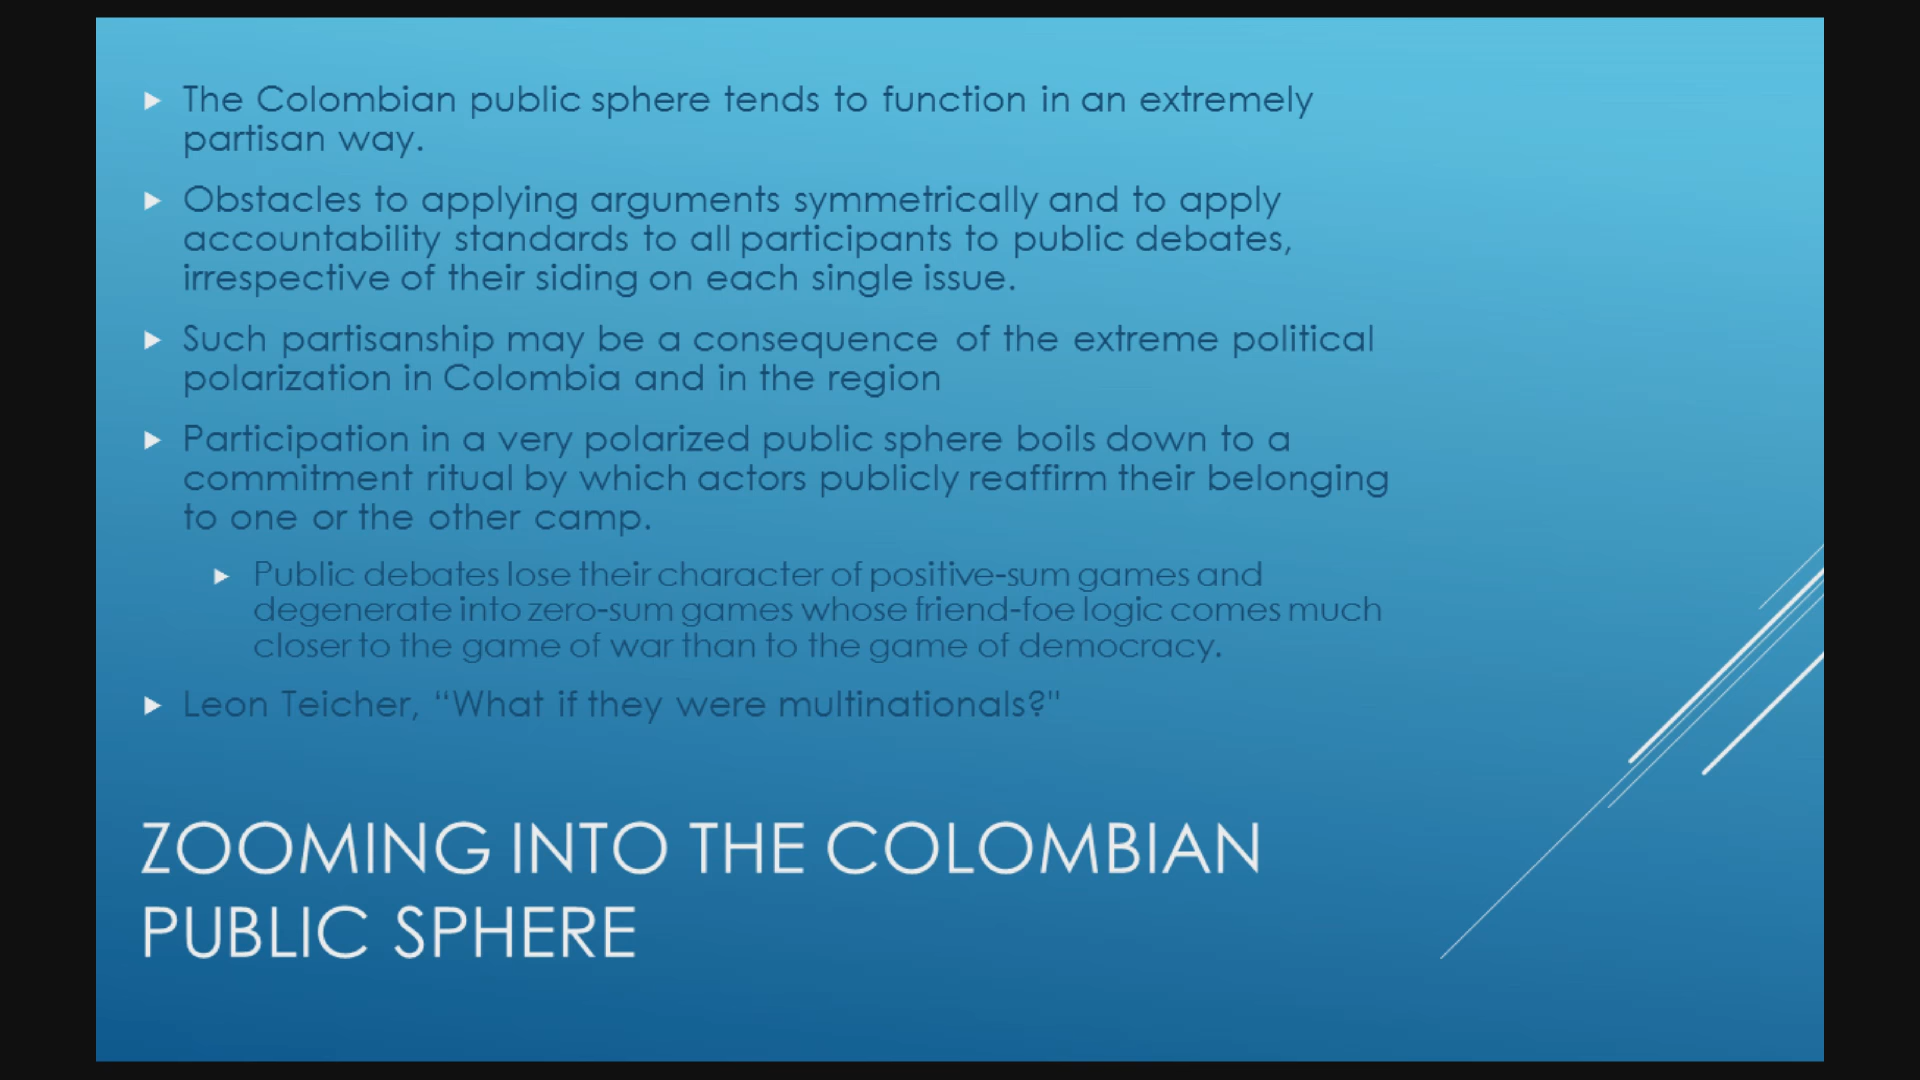 The Colombian public sphere tends to function in an extremely
partisan way.
Obstacles to applying arguments symmetrically and to apply
accountability standards to all participants to public debates,
irrespective of their siding on each single issue.
Such partisanship may be a consequence of the extreme political
polarization in Colombia and in the region
Participation in a very polarized public sphere boils down to a
commitment ritual by which actors publicly reaffirm their belonging
to one or the other camp.
Public debates lose their character of positive-sum games and
degenerate into zero-sum games whose friend-foe logic comes much
closer to the game of war than to the game of democracy.
Leon Teicher, “What if they were multinationals?"
ZOOMING INTO THE COLOMBIAN
PUBLIC SPHERE